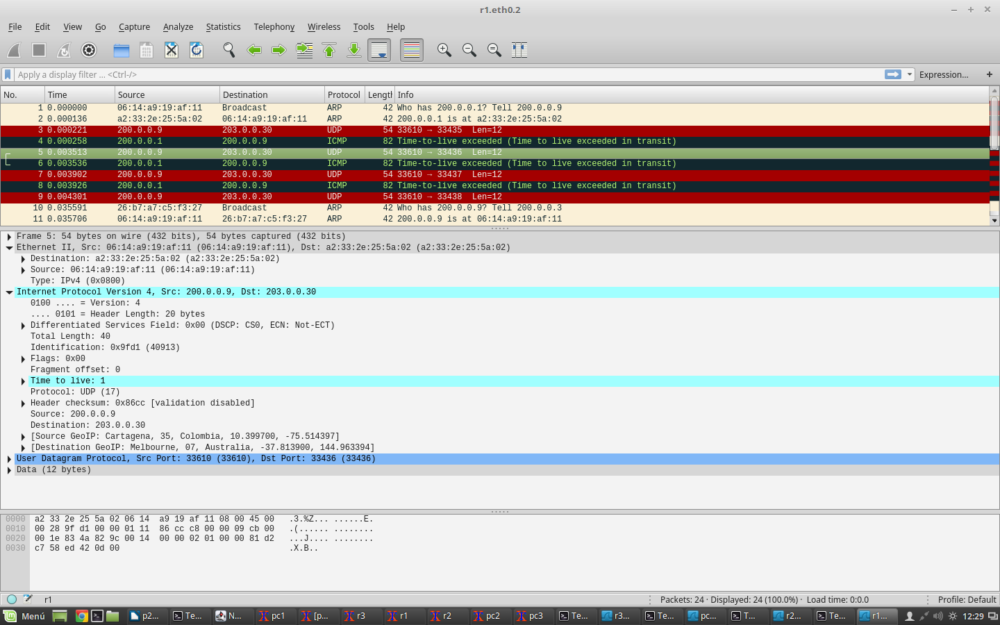 r1.eth0.2
File Edit View Go Capture Analyze Statistics Telephony Wireless Tools Help
Apply a display filter ... <Ctrl-/> Expression... +
No. Time Source Destination Protocol Length Info
1 0.000000 06:14:a9:19:af:11 Broadcast ARP 42 Who has 200.0.0.1? Tell 200.0.0.9
2 0.000136 a2:33:2e:25:5a:02 06:14:a9:19:af:11 ARP 42 200.0.0.1 is at a2:33:2e:25:5a:02
3 0.000221 200.0.0.9 203.0.0.30 UDP 54 33610 → 33435 Len=12
4 0.000258 200.0.0.1 200.0.0.9 ICMP 82 Time-to-live exceeded (Time to live exceeded in transit)
5 0.003513 200.0.0.9 203.0.0.30 UDP 54 33610 → 33436 Len=12
6 0.003536 200.0.0.1 200.0.0.9 ICMP 82 Time-to-live exceeded (Time to live exceeded in transit)
7 0.003902 200.0.0.9 203.0.0.30 UDP 54 33610 → 33437 Len=12
8 0.003926 200.0.0.1 200.0.0.9 ICMP 82 Time-to-live exceeded (Time to live exceeded in transit)
9 0.004301 200.0.0.9 203.0.0.30 UDP 54 33610 → 33438 Len=12
10 0.035591 26:b7:a7:c5:f3:27 Broadcast ARP 42 Who has 200.0.0.9? Tell 200.0.0.3
11 0.035706 06:14:a9:19:af:11 26:b7:a7:c5:f3:27 ARP 42 200.0.0.9 is at 06:14:a9:19:af:11
Frame 5: 54 bytes on wire (432 bits), 54 bytes captured (432 bits)
Ethernet II, Src: 06:14:a9:19:af:11 (06:14:a9:19:af:11), Dst: a2:33:2e:25:5a:02 (a2:33:2e:25:5a:02)
Destination: a2:33:2e:25:5a:02 (a2:33:2e:25:5a:02)
Source: 06:14:a9:19:af:11 (06:14:a9:19:af:11)
Type: IPv4 (0x0800)
Internet Protocol Version 4, Src: 200.0.0.9, Dst: 203.0.0.30
0100 .... = Version: 4
.... 0101 = Header Length: 20 bytes
Differentiated Services Field: 0x00 (DSCP: CS0, ECN: Not-ECT)
Total Length: 40
Identification: 0x9fd1 (40913)
Flags: 0x00
Fragment offset: 0
Time to live: 1
Protocol: UDP (17)
Header checksum: 0x86cc [validation disabled]
Source: 200.0.0.9
Destination: 203.0.0.30
[Source GeoIP: Cartagena, 35, Colombia, 10.399700, -75.514397]
[Destination GeoIP: Melbourne, 07, Australia, -37.813900, 144.963394]
User Datagram Protocol, Src Port: 33610 (33610), Dst Port: 33436 (33436)
Data (12 bytes)
0000 a2 33 2e 25 5a 02 06 14 a9 19 af 11 08 00 45 00 .3.%Z... ......E.
0010 00 28 9f d1 00 00 01 11 86 cc c8 00 00 09 cb 00 .(...... ........
0020 00 1e 83 4a 82 9c 00 14 00 00 02 01 00 00 81 d2 ...J.... ........
0030 c7 58 ed 42 0d 00 .X.B..
r1 Packets: 24 · Displayed: 24 (100.0%) · Load time: 0:0.0 Profile: Default
Menú p2... Te... N... pc1 [p... r3 r1 r2 pc2 pc3 Te... r3... Te... pc... T... r2... Te... r1... 12:29